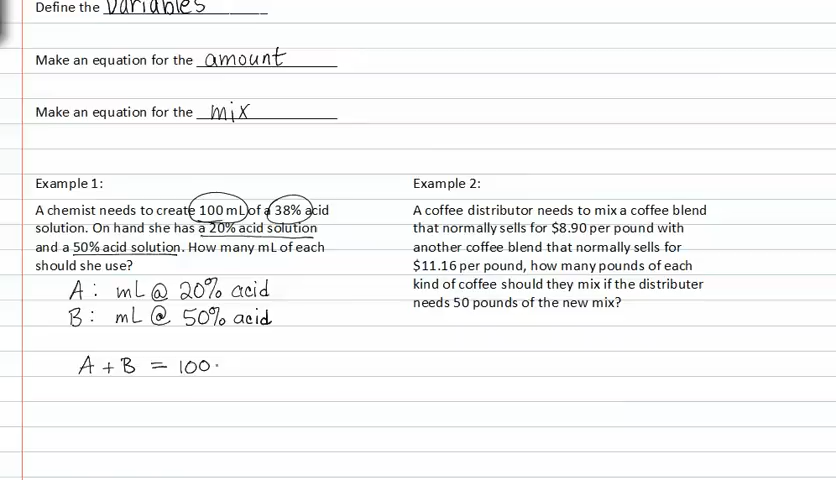 Define the variables
Make an equation for the amount
Make an equation for the mix
Example 1:
A chemist needs to create 100 mL of a 38% acid
solution. On hand she has a 20% acid solution
and a 50% acid solution. How many mL of each
should she use?
A: mL @ 20% acid
B: mL @ 50% acid
A + B = 100
Example 2:
A coffee distributor needs to mix a coffee blend
that normally sells for $8.90 per pound with
another coffee blend that normally sells for
$11.16 per pound, how many pounds of each
kind of coffee should they mix if the distributer
needs 50 pounds of the new mix?